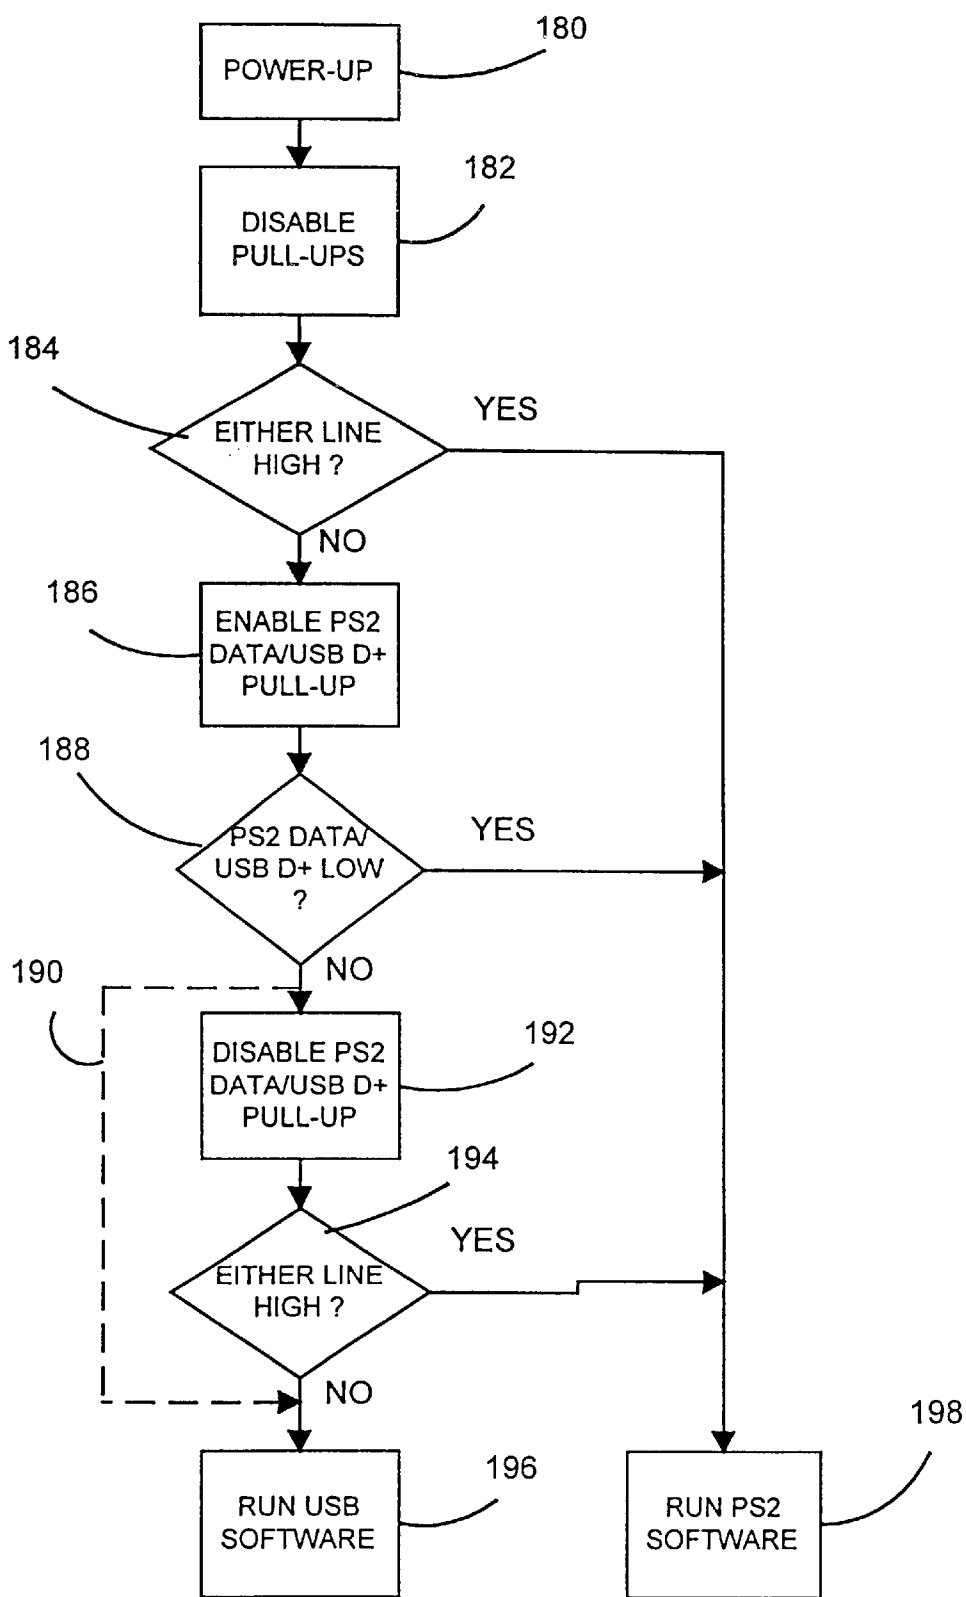 180
POWER-UP
182
DISABLE
PULL-UPS
184
YES
EITHER LINE
HIGH ?
NO
186
ENABLE PS2
DATA/USB D+
PULL-UP
188
YES
PS2 DATA/
USB D+ LOW
?
190
NO
192
DISABLE PS2
DATA/USB D+
PULL-UP
194
YES
EITHER LINE
HIGH ?
NO
198
196
RUN USB
SOFTWARE
RUN PS2
SOFTWARE